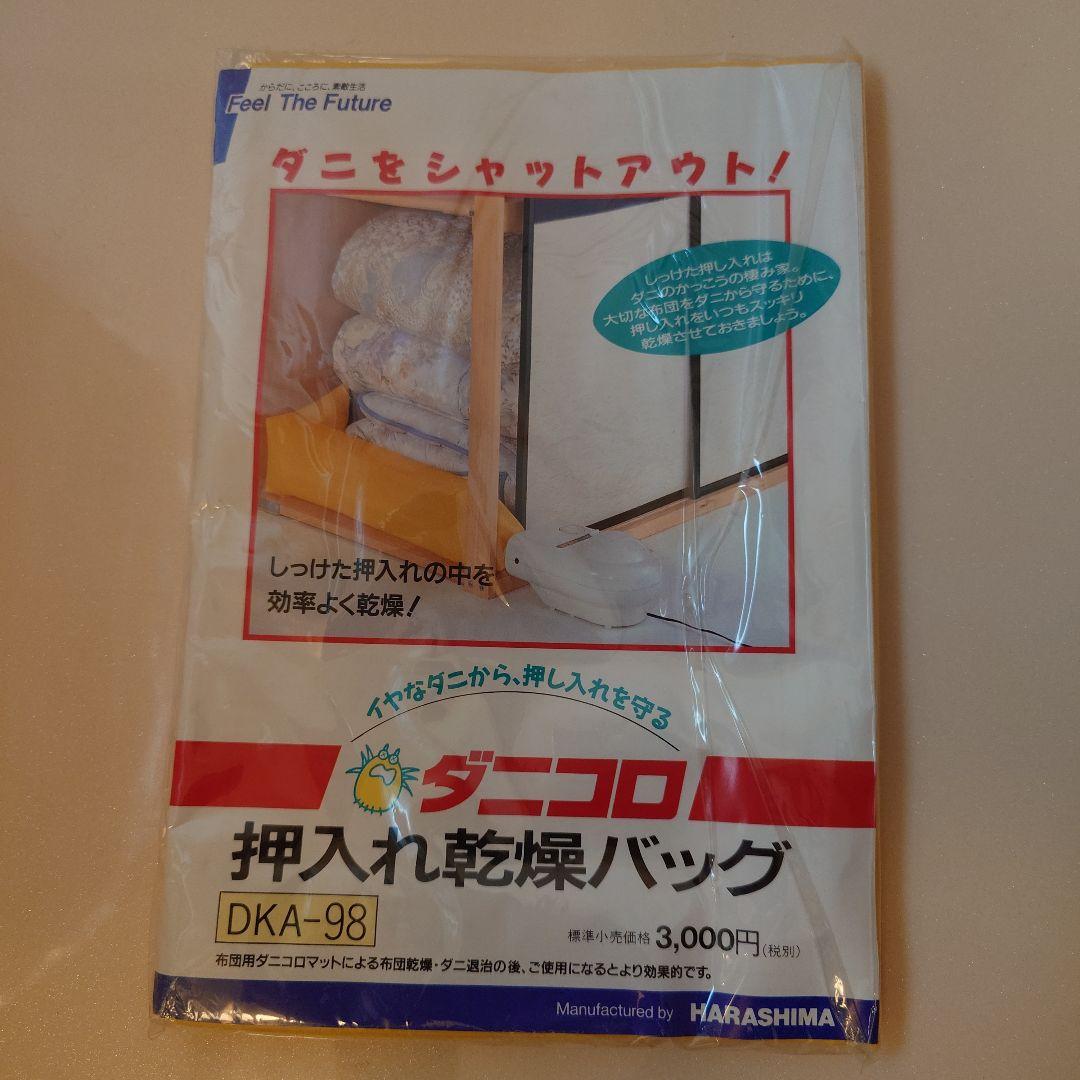 からだに、こころに、素敵生活
Feel The Future
ダニをシャットアウト!
しっけた押し入れは
ダニのかっこうの棲み家。
大切な布団をダニから守るために、
押し入れをいつもスッキリ
乾燥させておきましょう。
しっけた押入れの中を
効率よく乾燥!
イヤなダニから、押し入れを守る
ダニコロ
押入れ乾燥バッグ
DKA-98
標準小売価格 3,000円(税別)
布団用ダニコロマットによる布団乾燥・ダニ退治の後、ご使用になるとより効果的です。
Manufactured by HARASHIMA